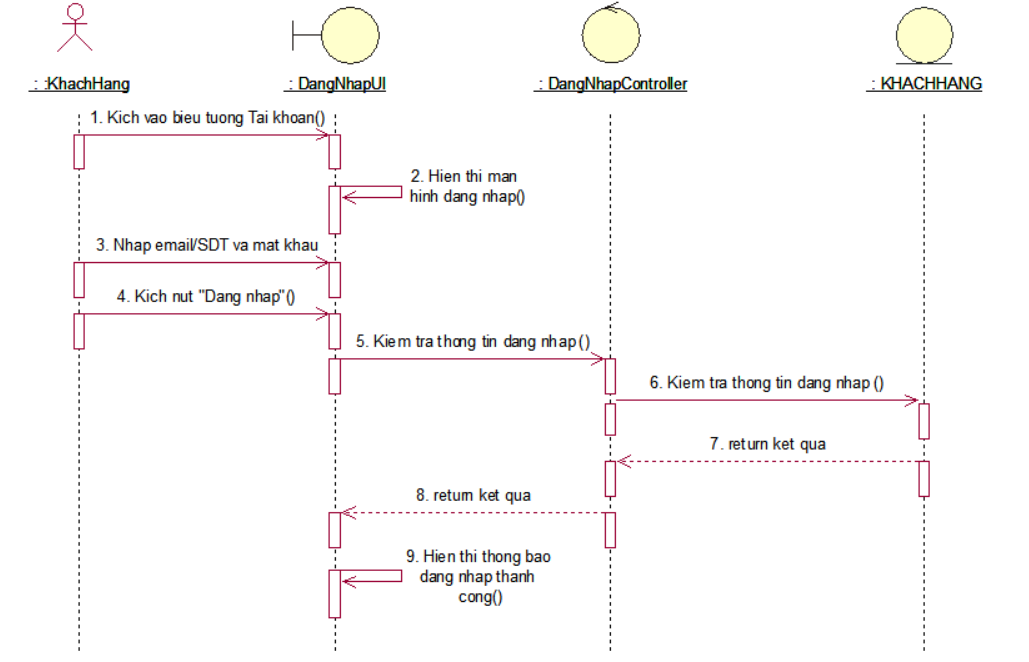 : :KhachHang
: DangNhapUI
: DangNhapController
: KHACHHANG
1. Kich vao bieu tuong Tai khoan()
2. Hien thi man
hinh dang nhap()
3. Nhap email/SDT va mat khau
4. Kich nut "Dang nhap"()
5. Kiem tra thong tin dang nhap ()
6. Kiem tra thong tin dang nhap ()
7. return ket qua
8. return ket qua
9. Hien thi thong bao
dang nhap thanh
cong()